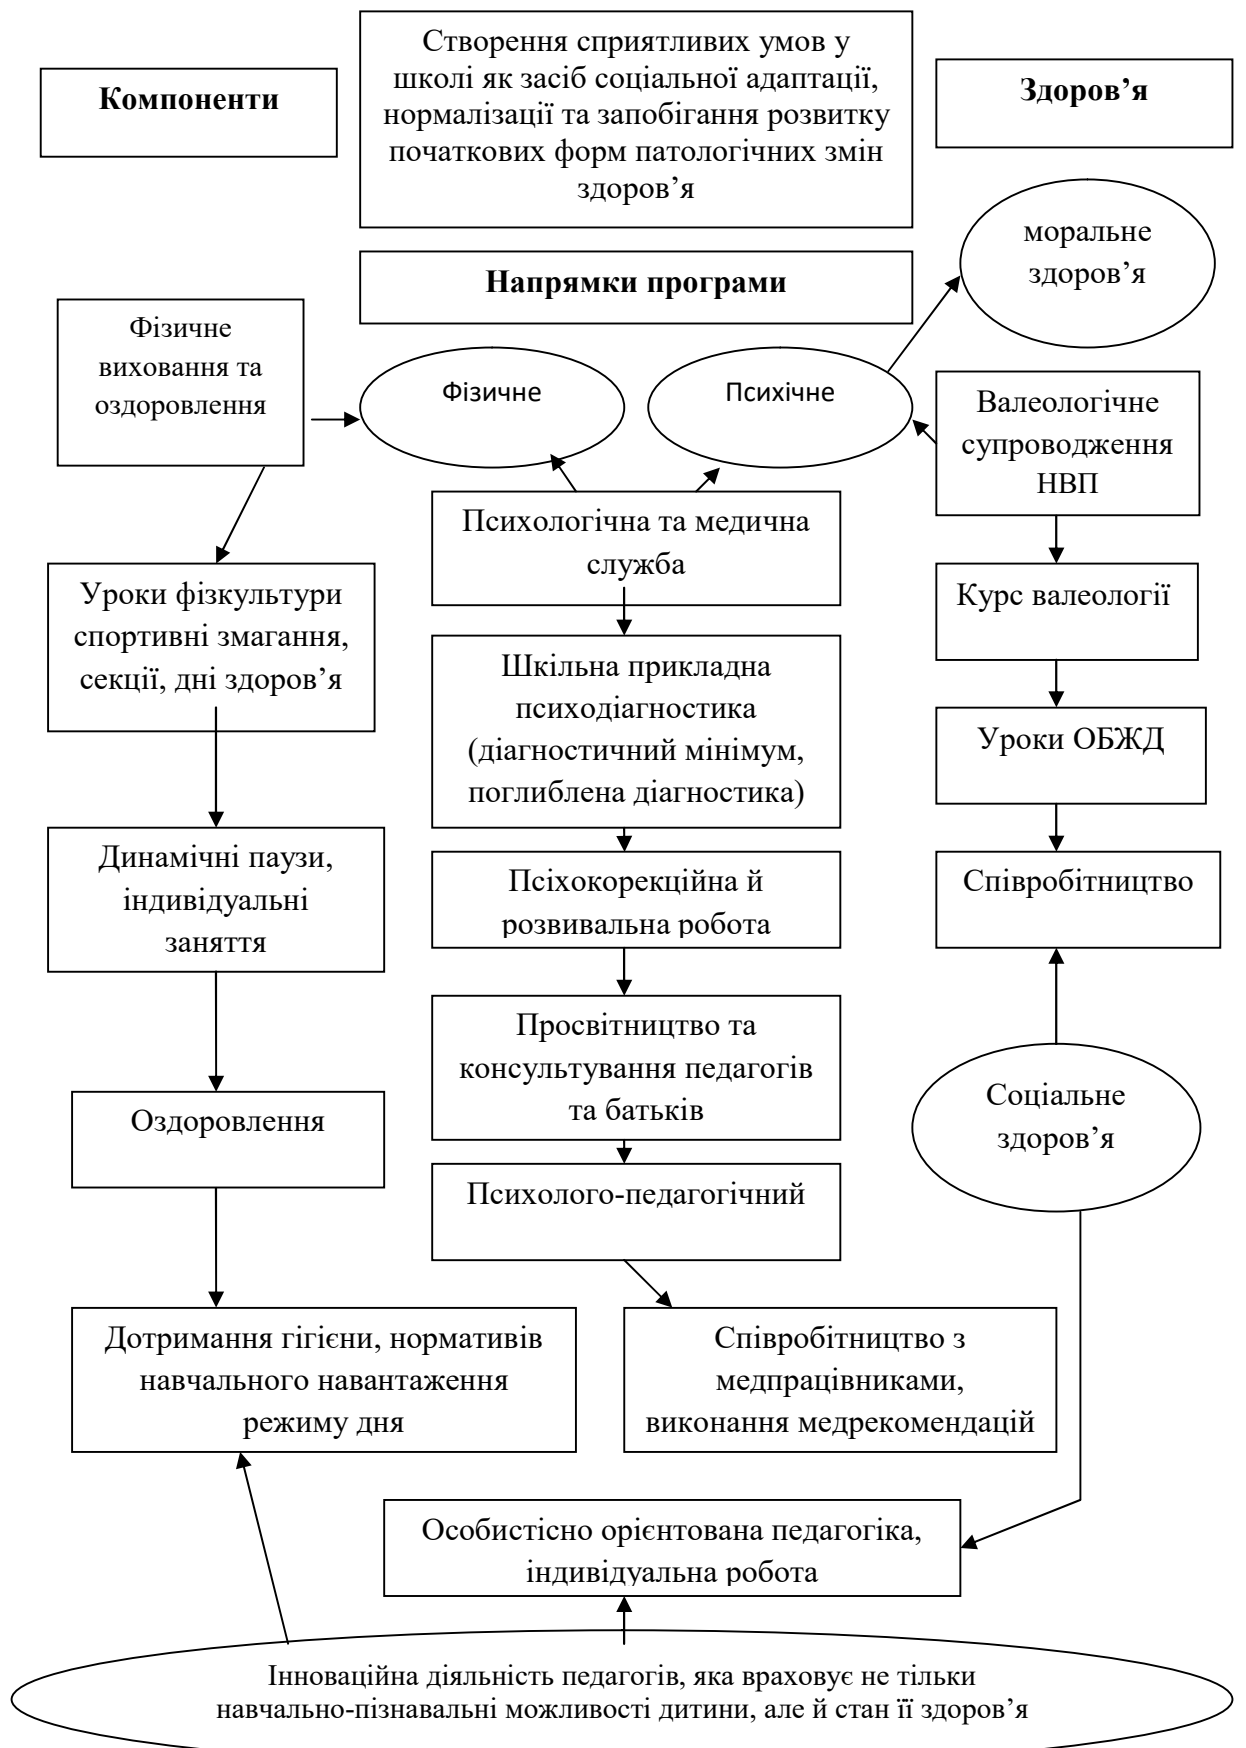 Створення сприятливих умов у
школі як засіб соціальної адаптації,
нормалізації та запобігання розвитку
початкових форм патологічних змін
здоров’я
Компоненти
Здоров’я
моральне
здоров’я
Напрямки програми
Фізичне
виховання та
оздоровлення
Фізичне
Психічне
Валеологічне
супроводження
НВП
Психологічна та медична
служба
Уроки фізкультури
спортивні змагання,
секції, дні здоров’я
Курс валеології
Шкільна прикладна
психодіагностика
(діагностичний мінімум,
поглиблена діагностика)
Уроки ОБЖД
Динамічні паузи,
індивідуальні
заняття
Псіхокорекційна й
розвивальна робота
Співробітництво
Просвітництво та
консультування педагогів
та батьків
Оздоровлення
Соціальне
здоров’я
Психолого-педагогічний
Дотримання гігієни, нормативів
навчального навантаження
режиму дня
Співробітництво з
медпрацівниками,
виконання медрекомендацій
Особистісно орієнтована педагогіка,
індивідуальна робота
Інноваційна діяльність педагогів, яка враховує не тільки
навчально-пізнавальні можливості дитини, але й стан її здоров’я